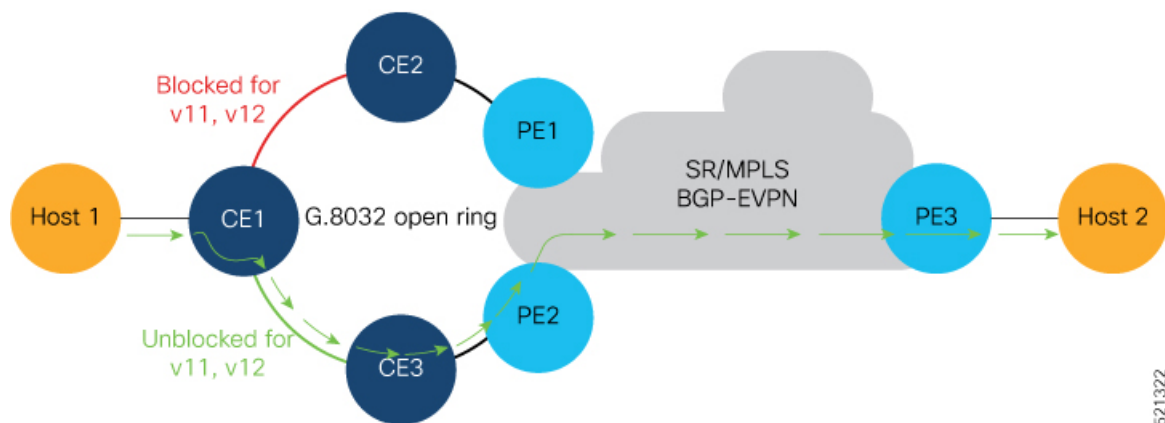 CE2
Blocked for
v11, v12
PE1
SR/MPLS
BGP-EVPN
Host 1
CE1
G.8032 open ring
PE3
Host 2
PE2
Unblocked for
v11, v12
CE3
521322